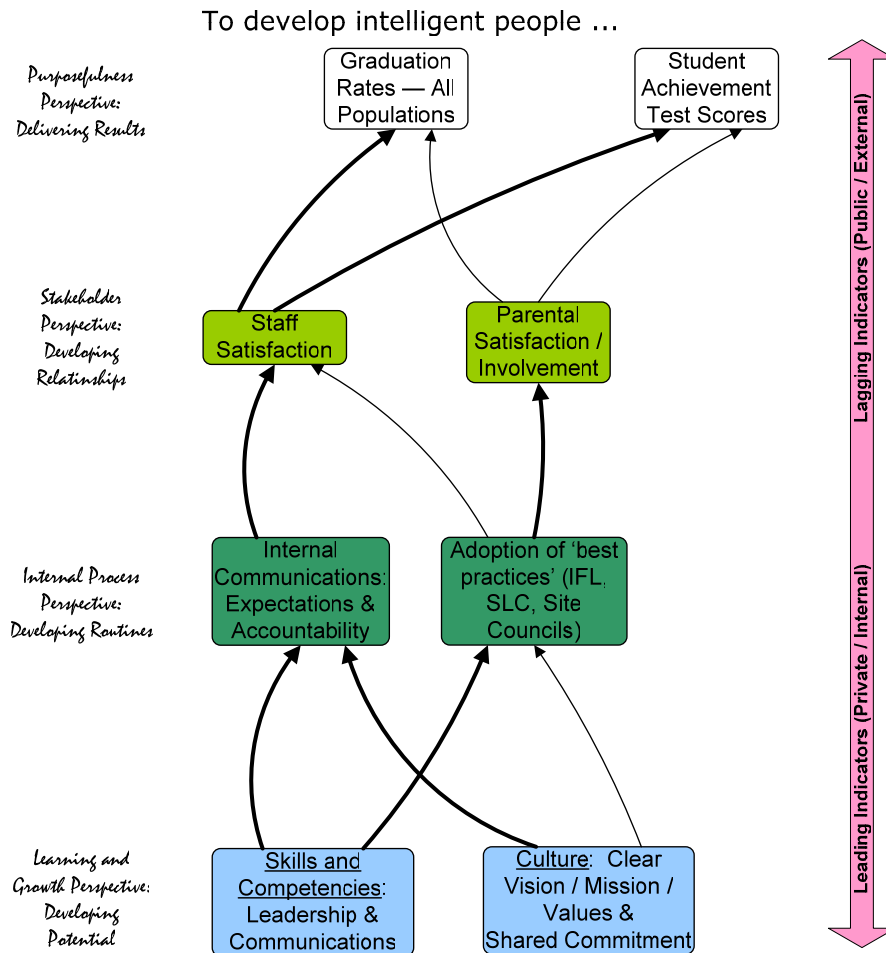 To develop intelligent people ...
Purposefulness
Perspective:
Delivering Results
Graduation
Rates — All
Populations
Student
Achievement
Test Scores
Stakeholder
Perspective:
Developing
Relatinships
Staff
Satisfaction
Parental
Satisfaction /
Involvement
Internal Process
Perspective:
Developing Routines
Internal
Communications:
Expectations &
Accountability
Adoption of ‘best
practices’ (IFL,
SLC, Site
Councils)
Learning and
Growth Perspective:
Developing
Potential
Skills and
Competencies:
Leadership &
Communications
Culture: Clear
Vision / Mission /
Values &
Shared Commitment
Lagging Indicators (Public / External)
Leading Indicators (Private / Internal)